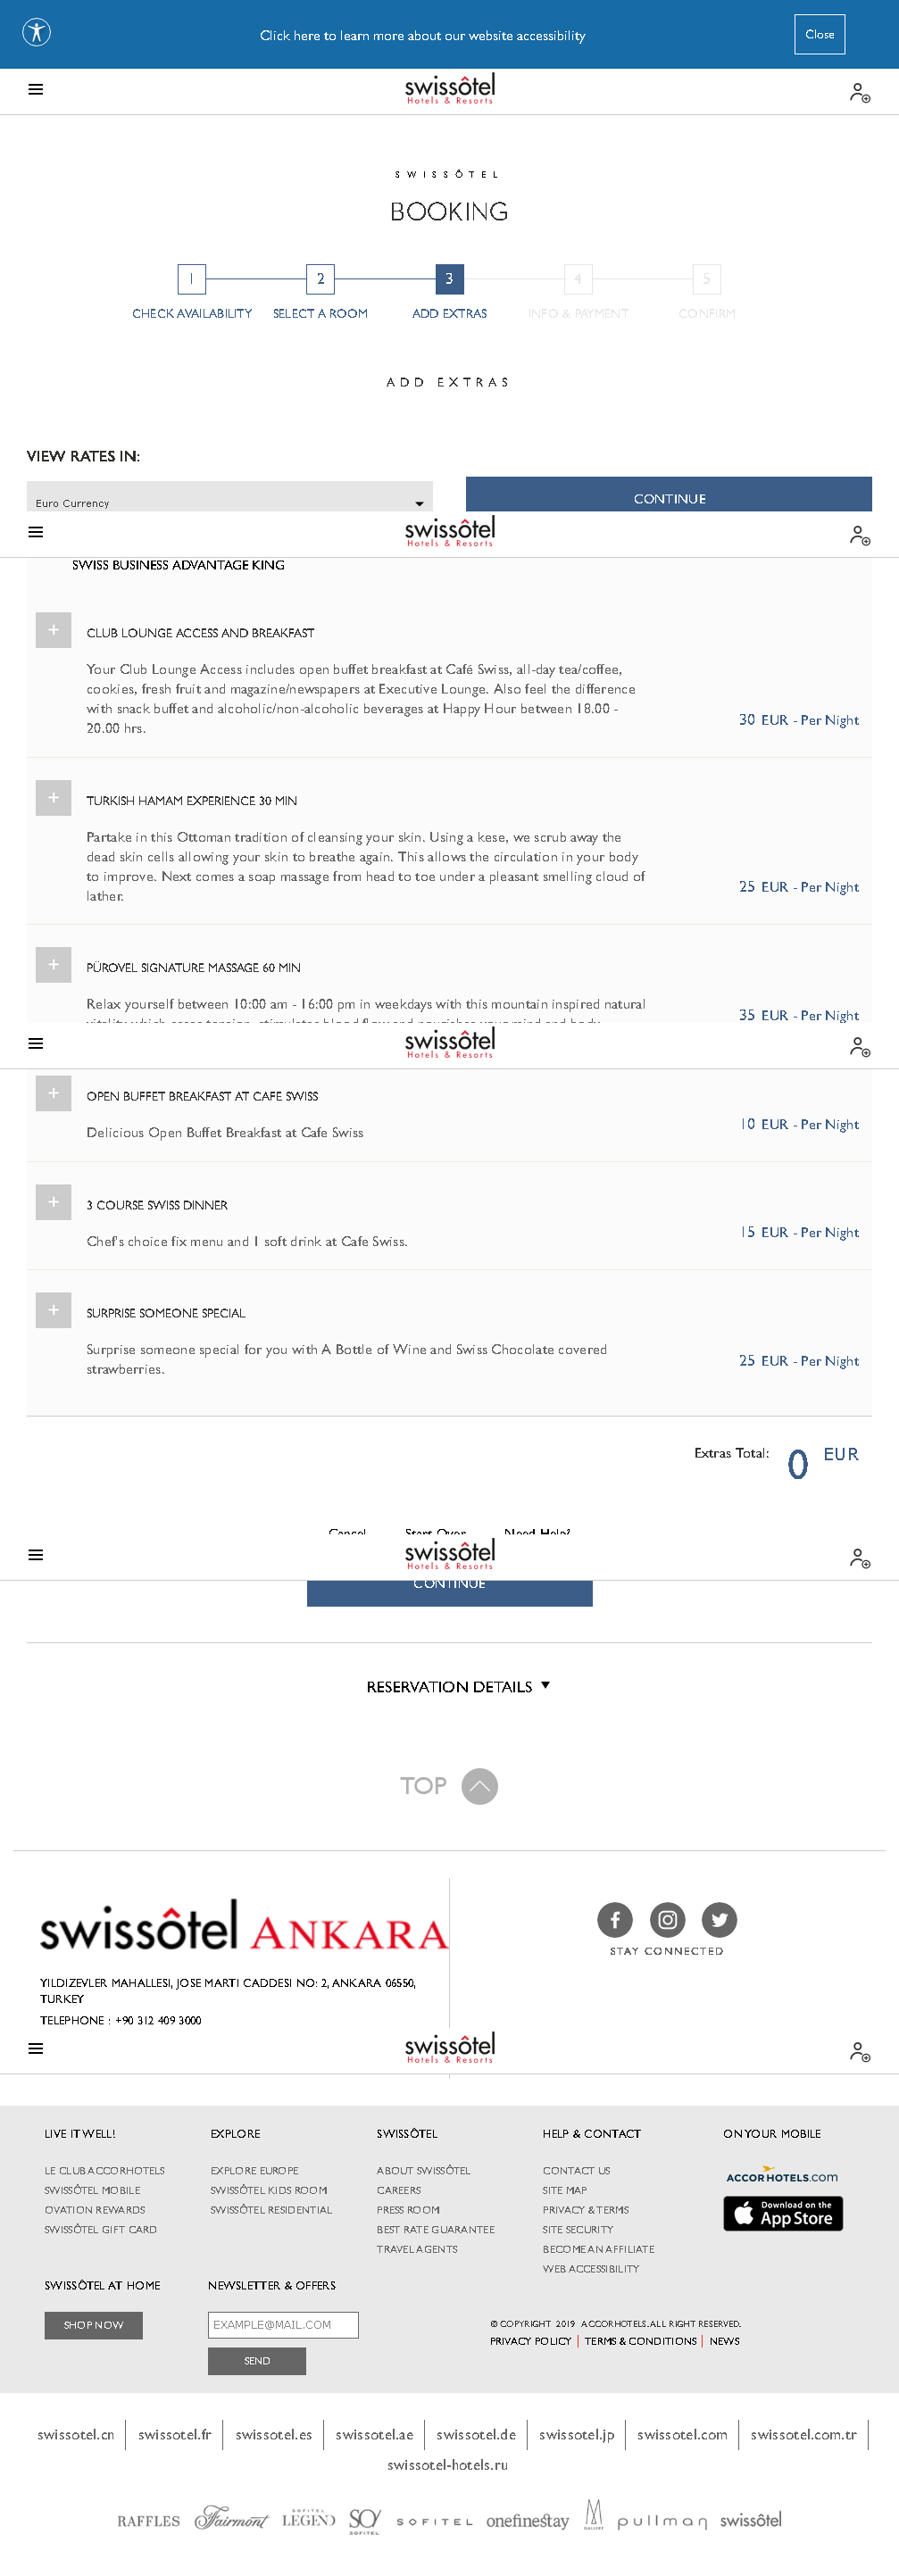 Click here to learn more about our website accessibility
Close
swissôtel
Hotels & Resorts
SWISSÔTEL
BOOKING
1 2 3 4 5
CHECK AVAILABILITY SELECT A ROOM ADD EXTRAS INFO & PAYMENT CONFIRM
ADD EXTRAS
VIEW RATES IN:
Euro Currency
CONTINUE
swissôtel
Hotels & Resorts
SWISS BUSINESS ADVANTAGE KING
+ CLUB LOUNGE ACCESS AND BREAKFAST
Your Club Lounge Access includes open buffet breakfast at Café Swiss, all-day tea/coffee,
cookies, fresh fruit and magazine/newspapers at Executive Lounge. Also feel the difference
with snack buffet and alcoholic/non-alcoholic beverages at Happy Hour between 18.00 -
20.00 hrs.
30 EUR - Per Night
+ TURKISH HAMAM EXPERIENCE 30 MIN
Partake in this Ottoman tradition of cleansing your skin. Using a kese, we scrub away the
dead skin cells allowing your skin to breathe again. This allows the circulation in your body
to improve. Next comes a soap massage from head to toe under a pleasant smelling cloud of
lather.
25 EUR - Per Night
+ PÜROVEL SIGNATURE MASSAGE 60 MIN
Relax yourself between 10:00 am - 16:00 pm in weekdays with this mountain inspired natural
vitality which eases tension, stimulates blood flow and nourishes your mind and body.
35 EUR - Per Night
swissôtel
Hotels & Resorts
+ OPEN BUFFET BREAKFAST AT CAFE SWISS
Delicious Open Buffet Breakfast at Cafe Swiss
10 EUR - Per Night
+ 3 COURSE SWISS DINNER
Chef's choice fix menu and 1 soft drink at Cafe Swiss.
15 EUR - Per Night
+ SURPRISE SOMEONE SPECIAL
Surprise someone special for you with A Bottle of Wine and Swiss Chocolate covered
strawberries.
25 EUR - Per Night
Extras Total: 0 EUR
Cancel Start Over Need Help?
swissôtel
Hotels & Resorts
CONTINUE
RESERVATION DETAILS
TOP
swissôtel ANKARA
YILDIZEVLER MAHALLESI, JOSE MARTI CADDESI NO: 2, ANKARA 06550,
TURKEY
TELEPHONE : +90 312 409 3000
STAY CONNECTED
swissôtel
Hotels & Resorts
LIVE IT WELL!
LE CLUB ACCORHOTELS
SWISSÔTEL MOBILE
OVATION REWARDS
SWISSÔTEL GIFT CARD
EXPLORE
EXPLORE EUROPE
SWISSÔTEL KIDS ROOM
SWISSÔTEL RESIDENTIAL
SWISSÔTEL
ABOUT SWISSÔTEL
CAREERS
PRESS ROOM
BEST RATE GUARANTEE
TRAVEL AGENTS
HELP & CONTACT
CONTACT US
SITE MAP
PRIVACY & TERMS
SITE SECURITY
BECOME AN AFFILIATE
WEB ACCESSIBILITY
ON YOUR MOBILE
ACCORHOTELS.com
Download on the
App Store
SWISSÔTEL AT HOME
SHOP NOW
NEWSLETTER & OFFERS
EXAMPLE@MAIL.COM
SEND
© COPYRIGHT 2019 ACCORHOTELS.ALL RIGHT RESERVED.
PRIVACY POLICY | TERMS & CONDITIONS | NEWS
swissotel.cn swissotel.fr swissotel.es swissotel.ae swissotel.de swissotel.jp swissotel.com swissotel.com.tr
swissotel-hotels.ru
RAFFLES Fairmont SOFITEL LEGEND SO/ SOFITEL SOFITEL onefinestay M GALLERY pullman swissôtel